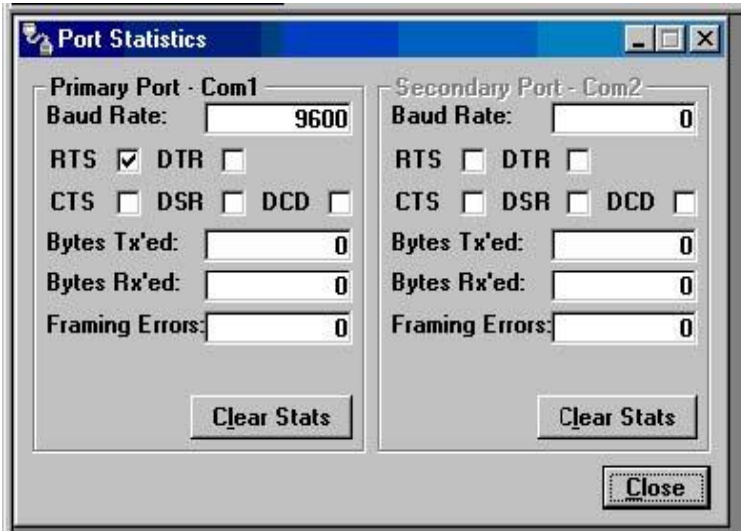 Port Statistics
Primary Port - Com1
Baud Rate: 9600
RTS DTR
CTS DSR DCD
Bytes Tx'ed: 0
Bytes Rx'ed: 0
Framing Errors: 0
Clear Stats
Secondary Port - Com2
Baud Rate: 0
RTS DTR
CTS DSR DCD
Bytes Tx'ed: 0
Bytes Rx'ed: 0
Framing Errors: 0
Clear Stats
Close